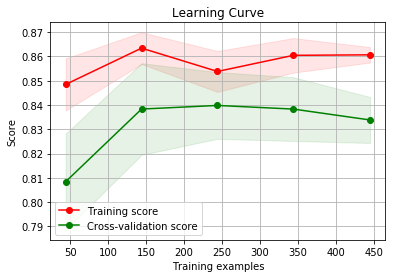 Learning Curve
0.87
0.86
0.85
0.84
0.83
0.82
0.81
0.80
0.79
Score
Training score
Cross-validation score
50 100 150 200 250 300 350 400 450
Training examples